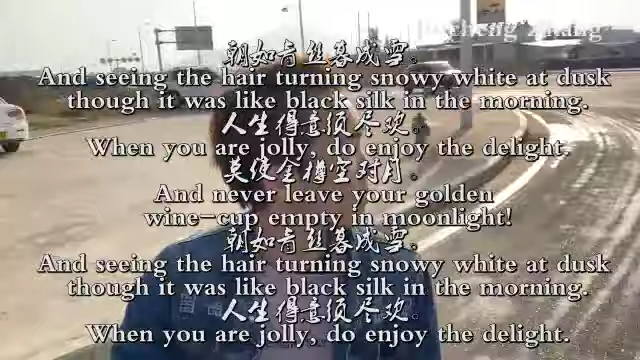 Jinsheng Zhang
朝如青丝暮成雪。
And seeing the hair turning snowy white at dusk
though it was like black silk in the morning.
人生得意须尽欢。
When you are jolly, do enjoy the delight.
莫使金樽空对月。
And never leave your golden
wine-cup empty in moonlight!
朝如青丝暮成雪。
And seeing the hair turning snowy white at dusk
though it was like black silk in the morning.
人生得意须尽欢。
When you are jolly, do enjoy the delight.